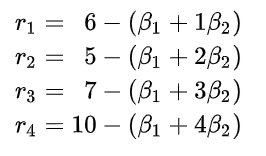 r₁ = 6 − (β₁ + 1β₂)
r₂ = 5 − (β₁ + 2β₂)
r₃ = 7 − (β₁ + 3β₂)
r₄ = 10 − (β₁ + 4β₂)